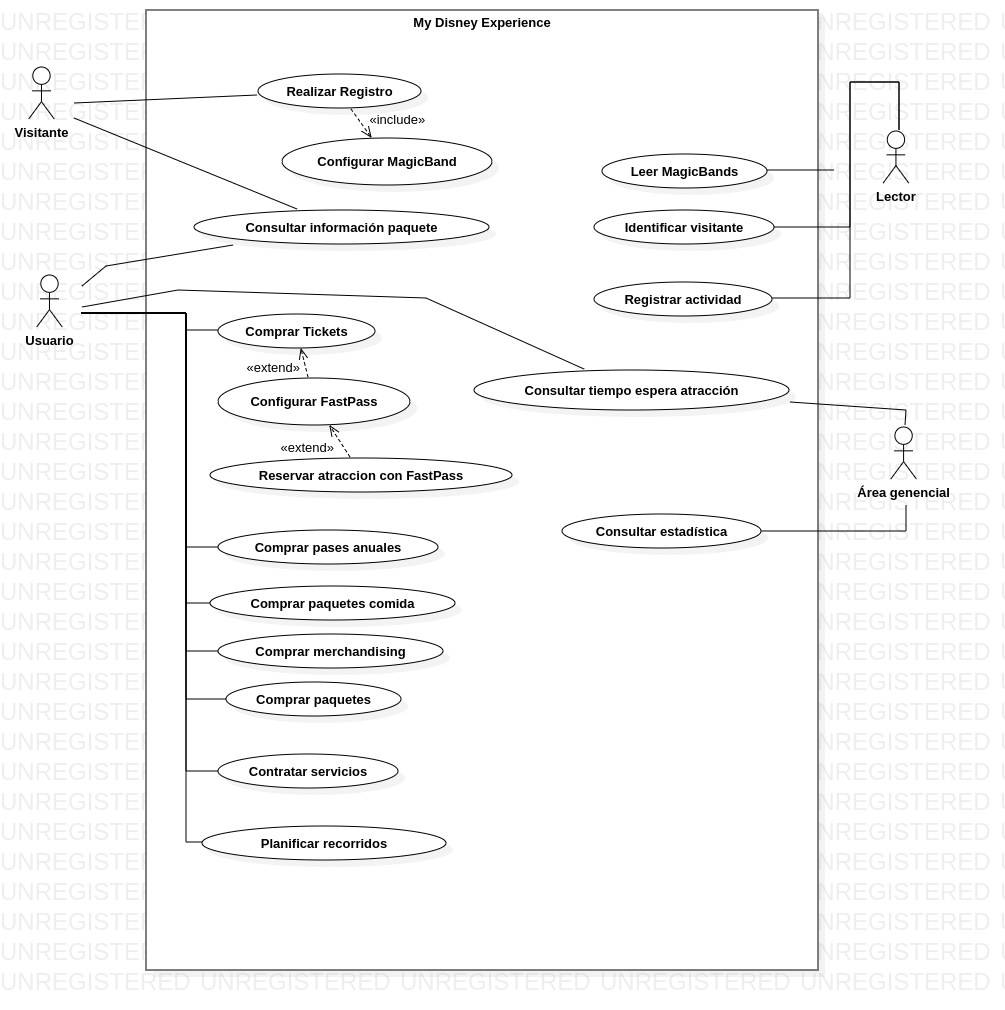 My Disney Experience
Visitante
Realizar Registro
«include»
Configurar MagicBand
Leer MagicBands
Lector
Consultar información paquete
Identificar visitante
Usuario
Registrar actividad
Comprar Tickets
«extend»
Configurar FastPass
Consultar tiempo espera atracción
«extend»
Reservar atraccion con FastPass
Área genencial
Consultar estadística
Comprar pases anuales
Comprar paquetes comida
Comprar merchandising
Comprar paquetes
Contratar servicios
Planificar recorridos
UNREGISTERED UNREGISTERED UNREGISTERED UNREGISTERED UNREGISTERED